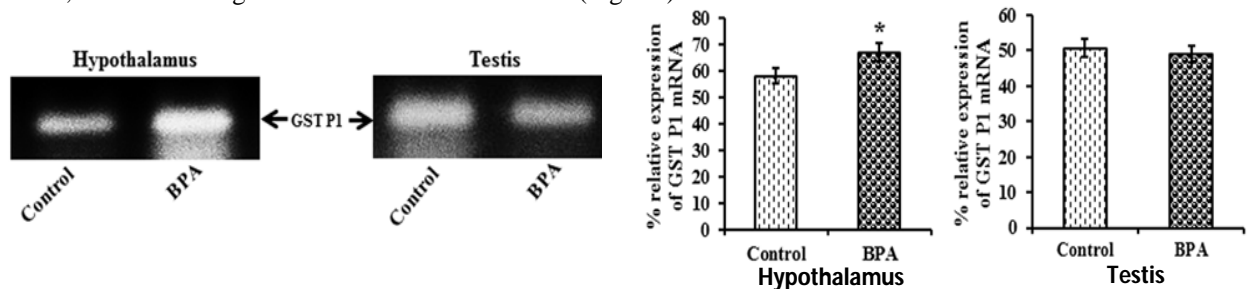 Hypothalamus
Testis
GST P1
Control
BPA
Control
BPA
% relative expression
of GST P1 mRNA
80
70
60
50
40
30
20
10
0
*
Control
BPA
Hypothalamus
% relative expression
of GST P1 mRNA
60
50
40
30
20
10
0
Control
BPA
Testis